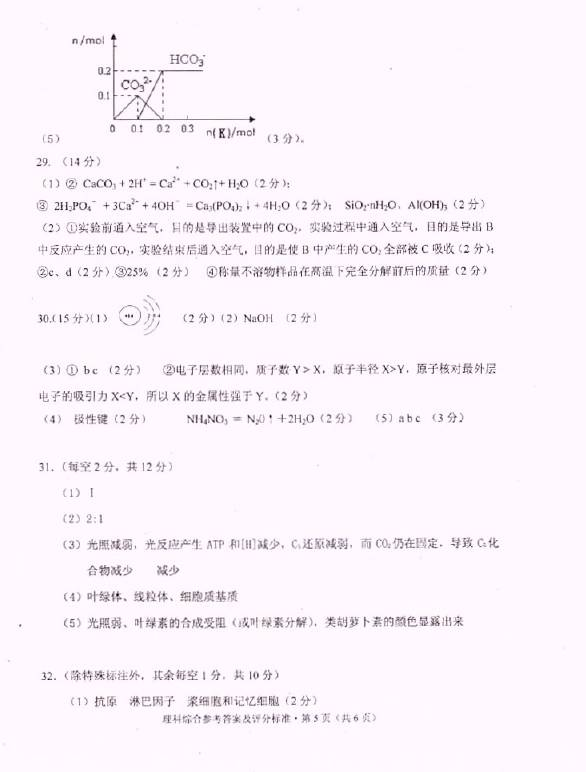 n/mol
HCO₃⁻
0.2
CO₃²⁻
0.1
0 0.1 0.2 0.3 n(K)/mol
(5) (3分)。
29. (14分)
(1) ② CaCO₃ + 2H⁺ = Ca²⁺ + CO₂↑ + H₂O (2分);
③ 2H₂PO₄⁻ + 3Ca²⁺ + 4OH⁻ = Ca₃(PO₄)₂↓ + 4H₂O (2分); SiO₂·nH₂O、Al(OH)₃ (2分)
(2) ①实验前通入空气,目的是导出装置中的CO₂,实验过程中通入空气,目的是导出B
中反应产生的CO₂,实验结束后通入空气,目的是使B中产生的CO₂全部被C吸收(2分);
②c、d(2分)③25% (2分) ④称量不溶物样品在高温下完全分解前后的质量(2分)
30.(15分)(1) (2分)(2) NaOH (2分)
(3) ① b c (2分) ②电子层数相同,质子数Y>X,原子半径X>Y,原子核对最外层
电子的吸引力X<Y,所以X的金属性强于Y。(2分)
(4) 极性键(2分) NH₄NO₃ = N₂O↑+2H₂O(2分) (5) a b c (3分)
31. (每空2分,共12分)
(1) I
(2) 2:1
(3) 光照减弱,光反应产生ATP和[H]减少,C₃还原减弱,而CO₂仍在固定,导致C₅化
合物减少 减少
(4) 叶绿体、线粒体、细胞质基质
(5) 光照弱、叶绿素的合成受阻(或叶绿素分解),类胡萝卜素的颜色显露出来
32. (除特殊标注外,其余每空1分,共10分)
(1) 抗原 淋巴因子 浆细胞和记忆细胞(2分)
理科综合参考答案及评分标准·第5页(共6页)